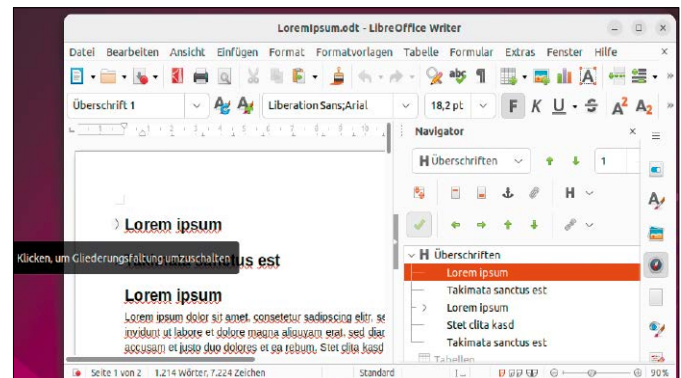 LoremIpsum.odt - LibreOffice Writer
Datei Bearbeiten Ansicht Einfügen Format Formatvorlagen Tabelle Formular Extras Fenster Hilfe
Überschrift 1 Liberation Sans;Arial 18,2 pt F K U S A2 A2
Navigator
Überschriften 1
H
Lorem ipsum
Klicken, um Gliederungsfaltung umzuschalten
sanctus est
Lorem ipsum
Lorem ipsum dolor sit amet, consetetur sadipscing elitr, se
invidunt ut labore et dolore magna aliquyam erat, sed diar
accusam et justo duo dolores et ea rebum. Stet clita kasd
H Überschriften
Lorem ipsum
Takimata sanctus est
Lorem ipsum
Stet clita kasd
Takimata sanctus est
Tabellen
Seite 1 von 2 1.214 Wörter, 7.224 Zeichen Standard 90%